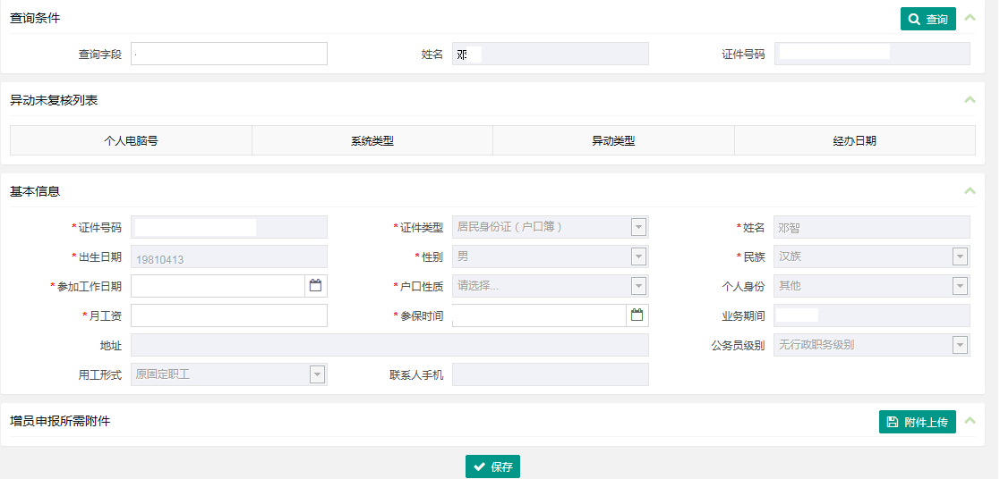 查询条件 查询
查询字段 姓名 邓 证件号码
异动未复核列表
个人电脑号 系统类型 异动类型 经办日期
基本信息
*证件号码 *证件类型 居民身份证（户口簿） *姓名 邓智
*出生日期 19810413 *性别 男 *民族 汉族
*参加工作日期 *户口性质 请选择... 个人身份 其他
*月工资 *参保时间 业务期间
地址 公务员级别 无行政职务级别
用工形式 原固定职工 联系人手机
增员申报所需附件 附件上传
保存